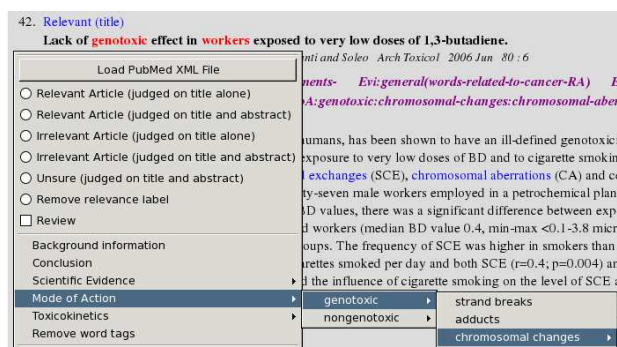 42. Relevant (title)
Lack of genotoxic effect in workers exposed to very low doses of 1,3-butadiene.
nti and Soleo Arch Toxicol 2006 Jun 80 : 6
Load PubMed XML File
nents- Evi:general(words-related-to-cancer-RA)
Relevant Article (judged on title alone)
A:genotoxic:chromosomal-changes:chromosomal-aber
Relevant Article (judged on title and abstract)
Irrelevant Article (judged on title alone)
umans, has been shown to have an ill-defined genotoxic
Irrelevant Article (judged on title and abstract)
exposure to very low doses of BD and to cigarette smokin
Unsure (judged on title and abstract)
exchanges (SCE), chromosomal aberrations (CA) and c
Remove relevance label
ty-seven male workers employed in a petrochemical plan
Review
BD values, there was a significant difference between exp
d workers (median BD value 0.4, min-max <0.1-3.8 micr
Background information
oups. The frequency of SCE was higher in smokers than
Conclusion
rettes smoked per day and both SCE (r=0.4; p=0.004) an
Scientific Evidence
d the influence of cigarette smoking on the level of SCE a
Mode of Action
genotoxic
strand breaks
Toxicokinetics
nongenotoxic
adducts
Remove word tags
chromosomal changes